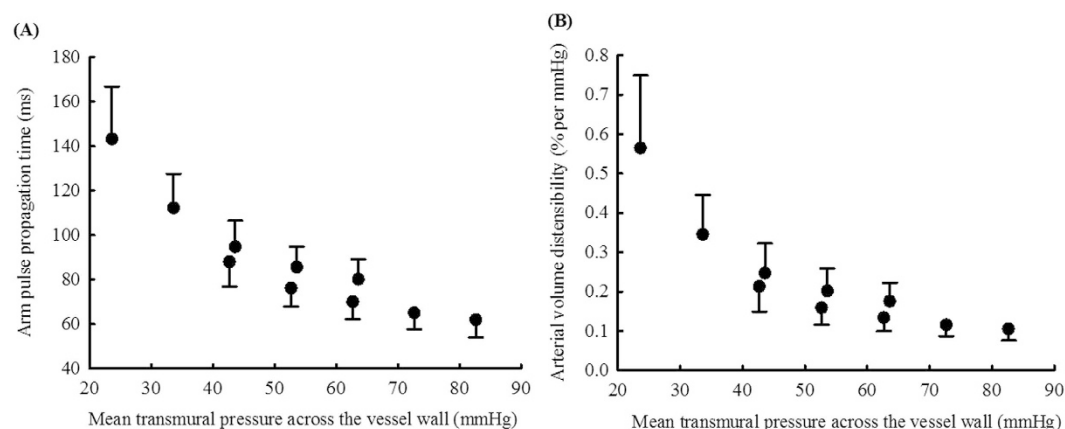 (A)
180
160
140
120
100
80
60
40
Arm pulse propagation time (ms)
20 30 40 50 60 70 80 90
Mean transmural pressure across the vessel wall (mmHg)
(B)
0.8
0.7
0.6
0.5
0.4
0.3
0.2
0.1
0.0
Arterial volume distensibility (% per mmHg)
20 30 40 50 60 70 80 90
Mean transmural pressure across the vessel wall (mmHg)